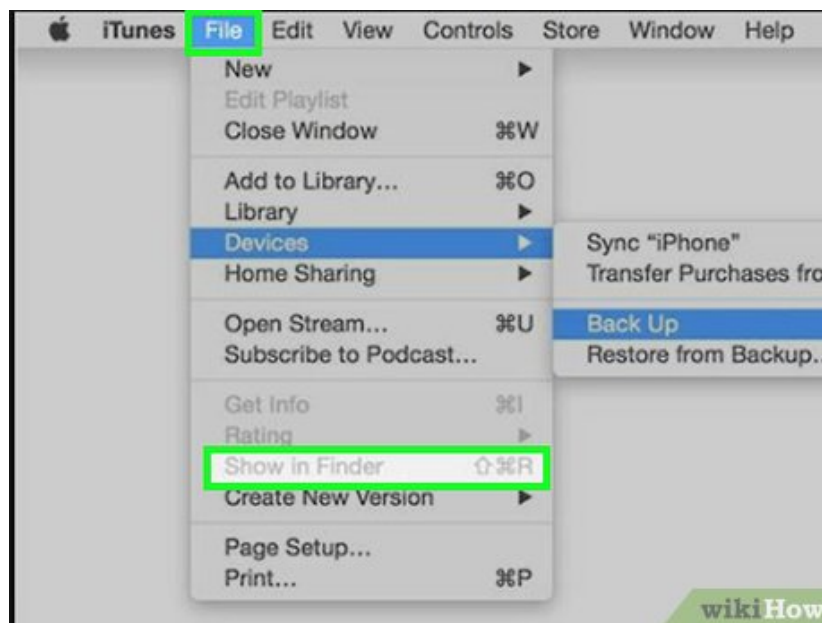 iTunes File Edit View Controls Store Window Help
New ▶
Edit Playlist
Close Window ⌘W
Add to Library... ⌘O
Library ▶
Devices ▶
Sync “iPhone”
Transfer Purchases fro
Home Sharing ▶
Open Stream... ⌘U
Back Up
Subscribe to Podcast...
Restore from Backup..
Get Info ⌘I
Rating ▶
Show in Finder ⇧⌘R
Create New Version ▶
Page Setup...
Print... ⌘P
wikiHow